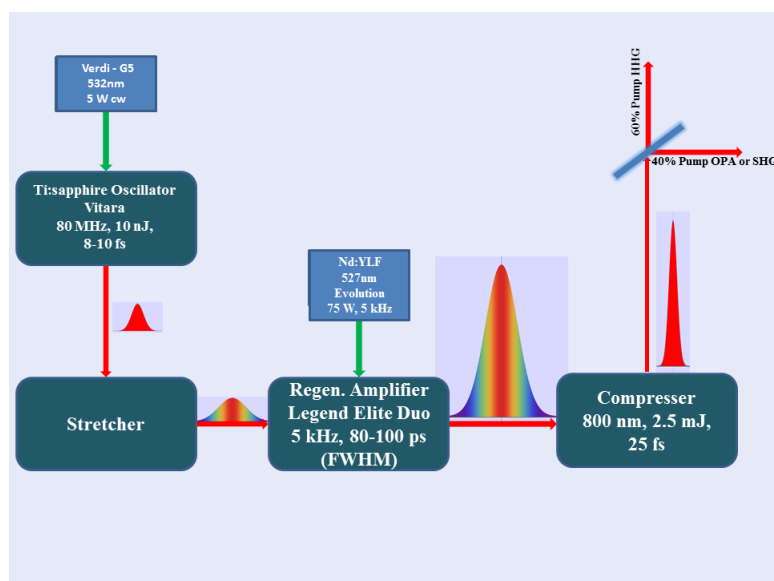 Verdi - G5
532nm
5 W cw
Ti:sapphire Oscillator
Vitara
80 MHz, 10 nJ,
8-10 fs
Stretcher
Nd:YLF
527nm
Evolution
75 W, 5 kHz
Regen. Amplifier
Legend Elite Duo
5 kHz, 80-100 ps
(FWHM)
Compresser
800 nm, 2.5 mJ,
25 fs
60% Pump HHG
40% Pump OPA or SHG